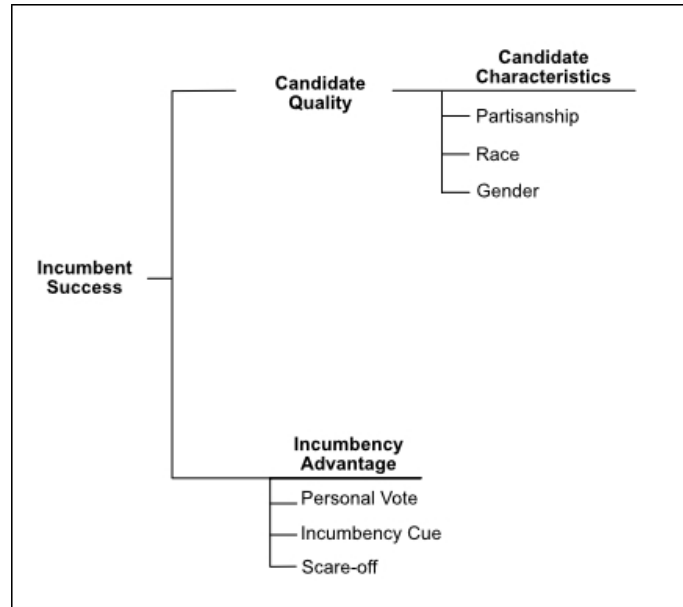 Candidate
Characteristics
Candidate
Quality
Partisanship
Race
Gender
Incumbent
Success
Incumbency
Advantage
Personal Vote
Incumbency Cue
Scare-off